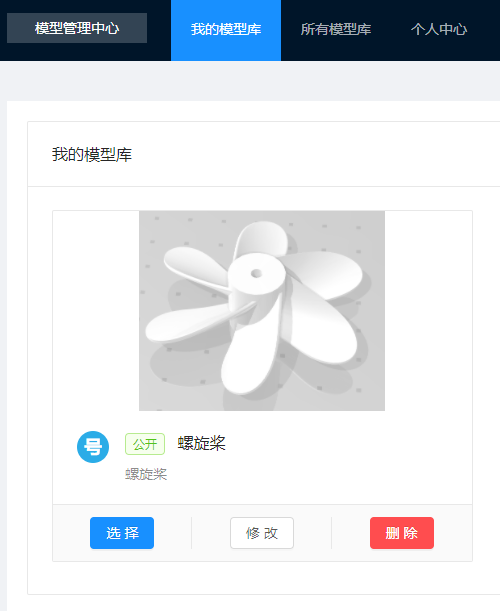 模型管理中心 我的模型库 所有模型库 个人中心
我的模型库
号 公开 螺旋桨
螺旋桨
选 择 修 改 删 除